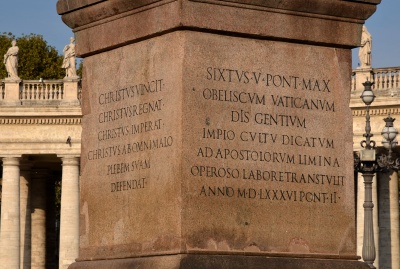 CHRISTVS VINCIT
CHRISTVS REGNAT
CHRISTVS IMPERAT
CHRISTVS AB OMNI MALO
PLEBEM SVAM
DEFENDAT
SIXTVS·V·PONT·MAX
OBELISCVM VATICANVM
DIS GENTIVM
IMPIO CVLTV DICATVM
AD APOSTOLORVM LIMINA
OPEROSO LABORE TRANSTVLIT
ANNO M·D·LXXXVI PONT·II·